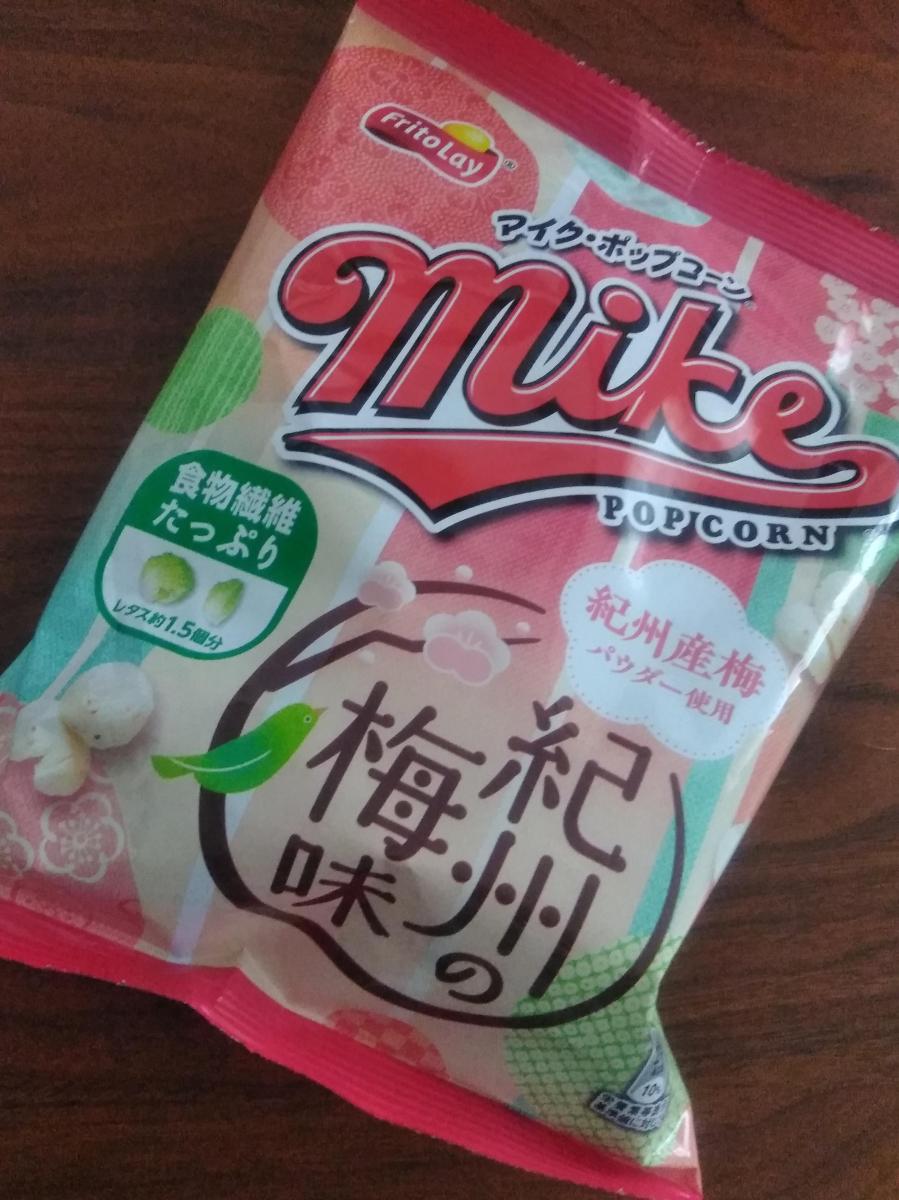 FritoLay
マイク・ポップコーン
mike
POPCORN
食物繊維
たっぷり
レタス約1.5個分
紀州産梅
パウダー使用
紀州の
梅味